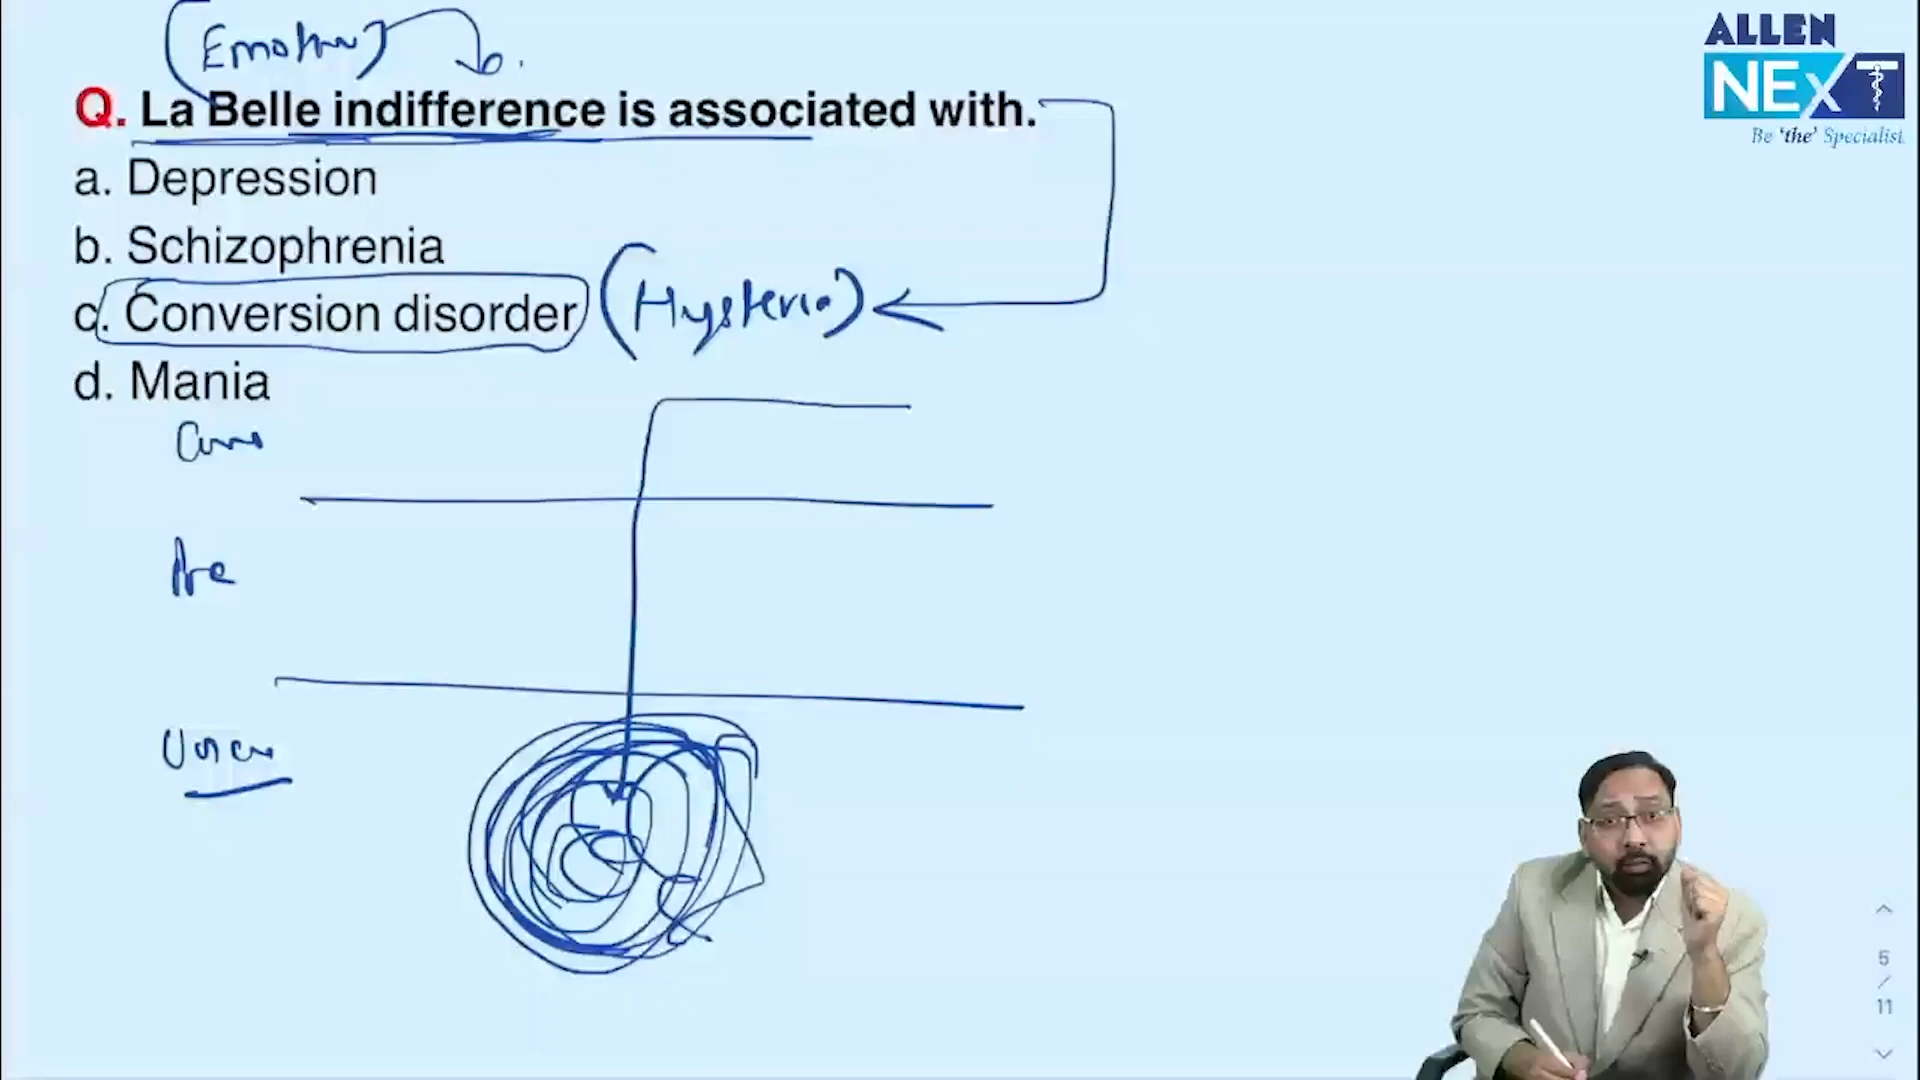 (Emotion) → o.
Q. La Belle indifference is associated with.
a. Depression
b. Schizophrenia
c. Conversion disorder (Hysteria)
d. Mania
Pre
ALLEN
NExT
Be 'the' Specialist
5
/
11